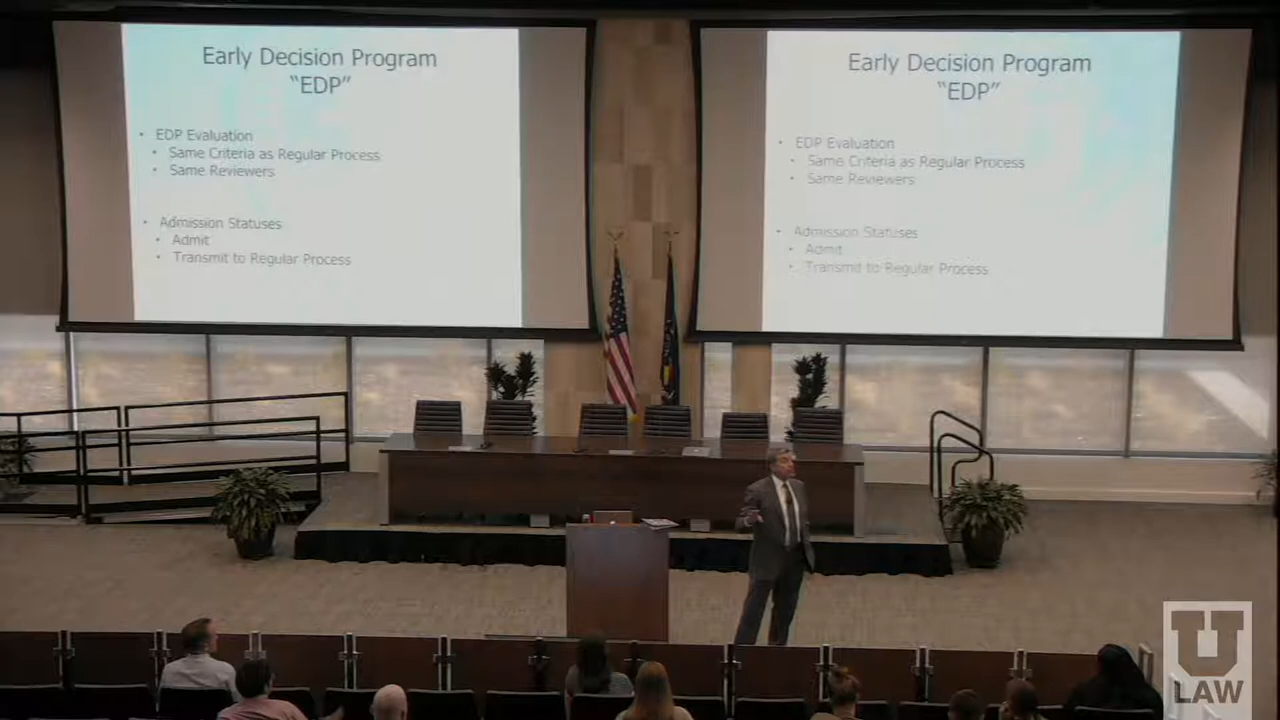 Early Decision Program
“EDP”
• EDP Evaluation
• Same Criteria as Regular Process
• Same Reviewers
• Admission Statuses
• Admit
• Transmit to Regular Process
Early Decision Program
“EDP”
• EDP Evaluation
• Same Criteria as Regular Process
• Same Reviewers
• Admission Statuses
• Admit
• Transmit to Regular Process
U
LAW